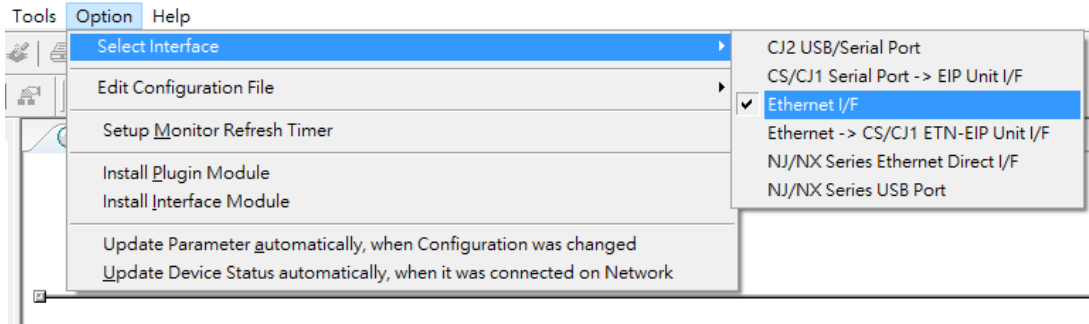 Tools Option Help
Select Interface
Edit Configuration File
Setup Monitor Refresh Timer
Install Plugin Module
Install Interface Module
Update Parameter automatically, when Configuration was changed
Update Device Status automatically, when it was connected on Network
CJ2 USB/Serial Port
CS/CJ1 Serial Port -> EIP Unit I/F
Ethernet I/F
Ethernet -> CS/CJ1 ETN-EIP Unit I/F
NJ/NX Series Ethernet Direct I/F
NJ/NX Series USB Port